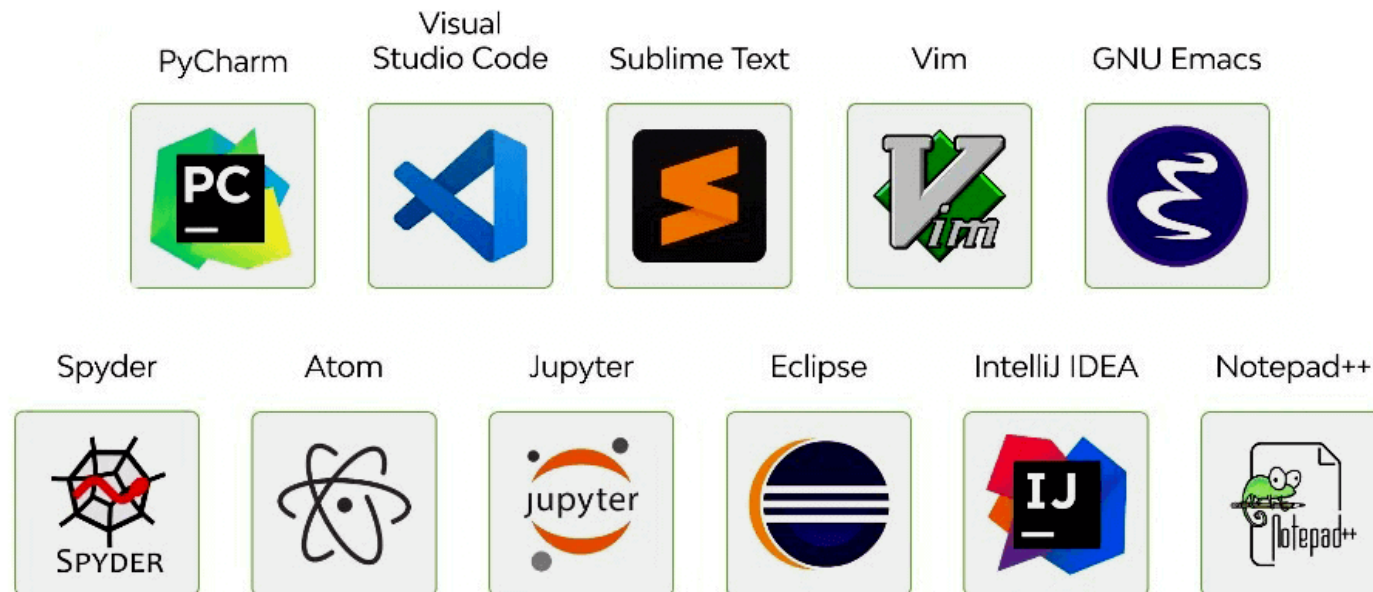 PyCharm
Visual
Studio Code
Sublime Text
Vim
GNU Emacs
PC
Vim
Spyder
Atom
Jupyter
Eclipse
IntelliJ IDEA
Notepad++
SPYDER
jupyter
IJ
Notepad++